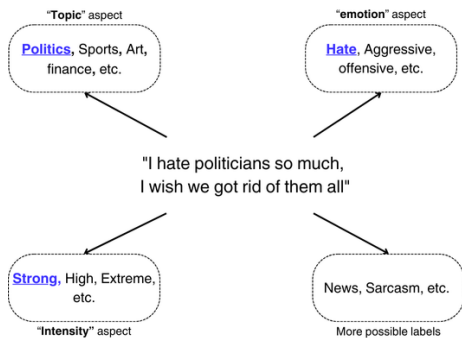 “Topic” aspect
“emotion” aspect
Politics, Sports, Art,
finance, etc.
Hate, Aggressive,
offensive, etc.
"I hate politicians so much,
I wish we got rid of them all"
Strong, High, Extreme,
etc.
News, Sarcasm, etc.
“Intensity” aspect
More possible labels